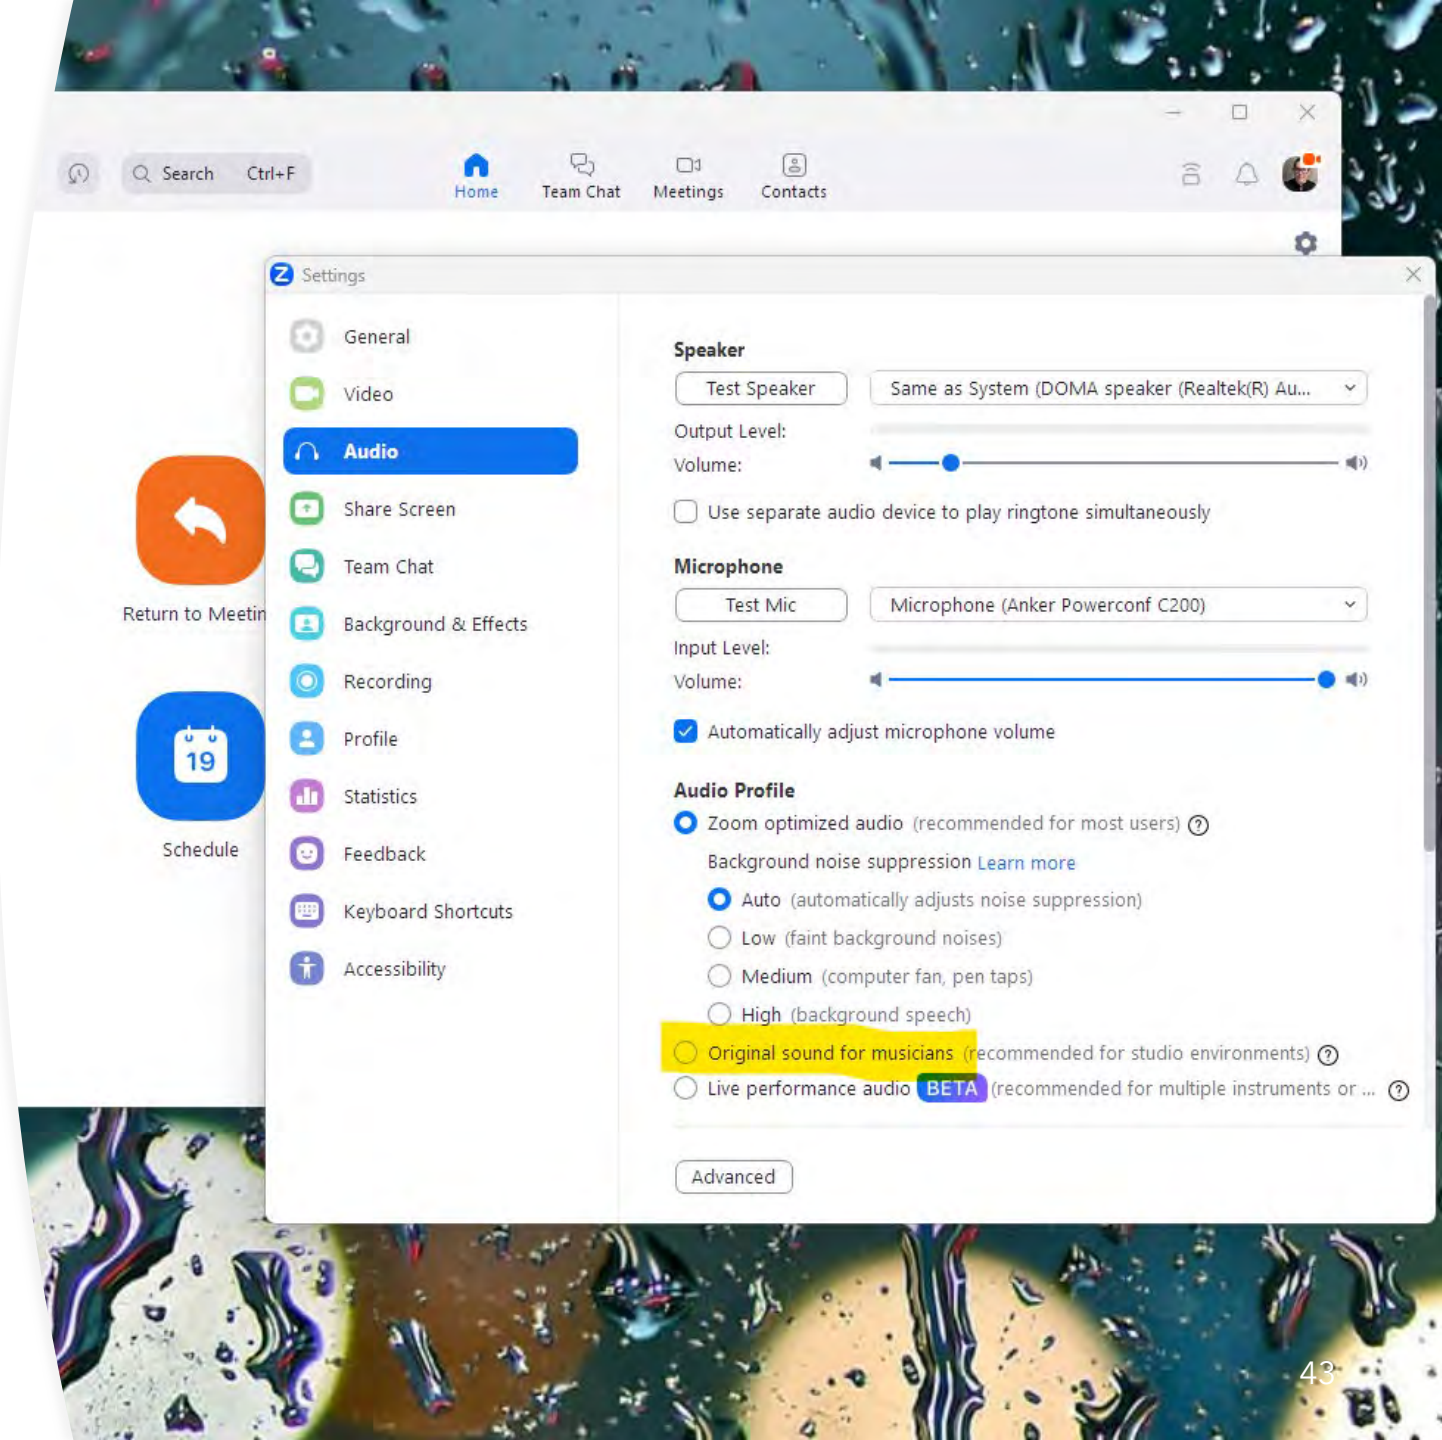 Search Ctrl+F
Home
Team Chat
Meetings
Contacts
Settings
General
Video
Audio
Share Screen
Team Chat
Background & Effects
Recording
Profile
Statistics
Feedback
Keyboard Shortcuts
Accessibility
Return to Meetin
19
Schedule
Speaker
Test Speaker
Same as System (DOMA speaker (Realtek(R) Au...
Output Level:
Volume:
Use separate audio device to play ringtone simultaneously
Microphone
Test Mic
Microphone (Anker Powerconf C200)
Input Level:
Volume:
Automatically adjust microphone volume
Audio Profile
Zoom optimized audio (recommended for most users) ?
Background noise suppression Learn more
Auto (automatically adjusts noise suppression)
Low (faint background noises)
Medium (computer fan, pen taps)
High (background speech)
Original sound for musicians (recommended for studio environments) ?
Live performance audio BETA (recommended for multiple instruments or ... ?
Advanced
43